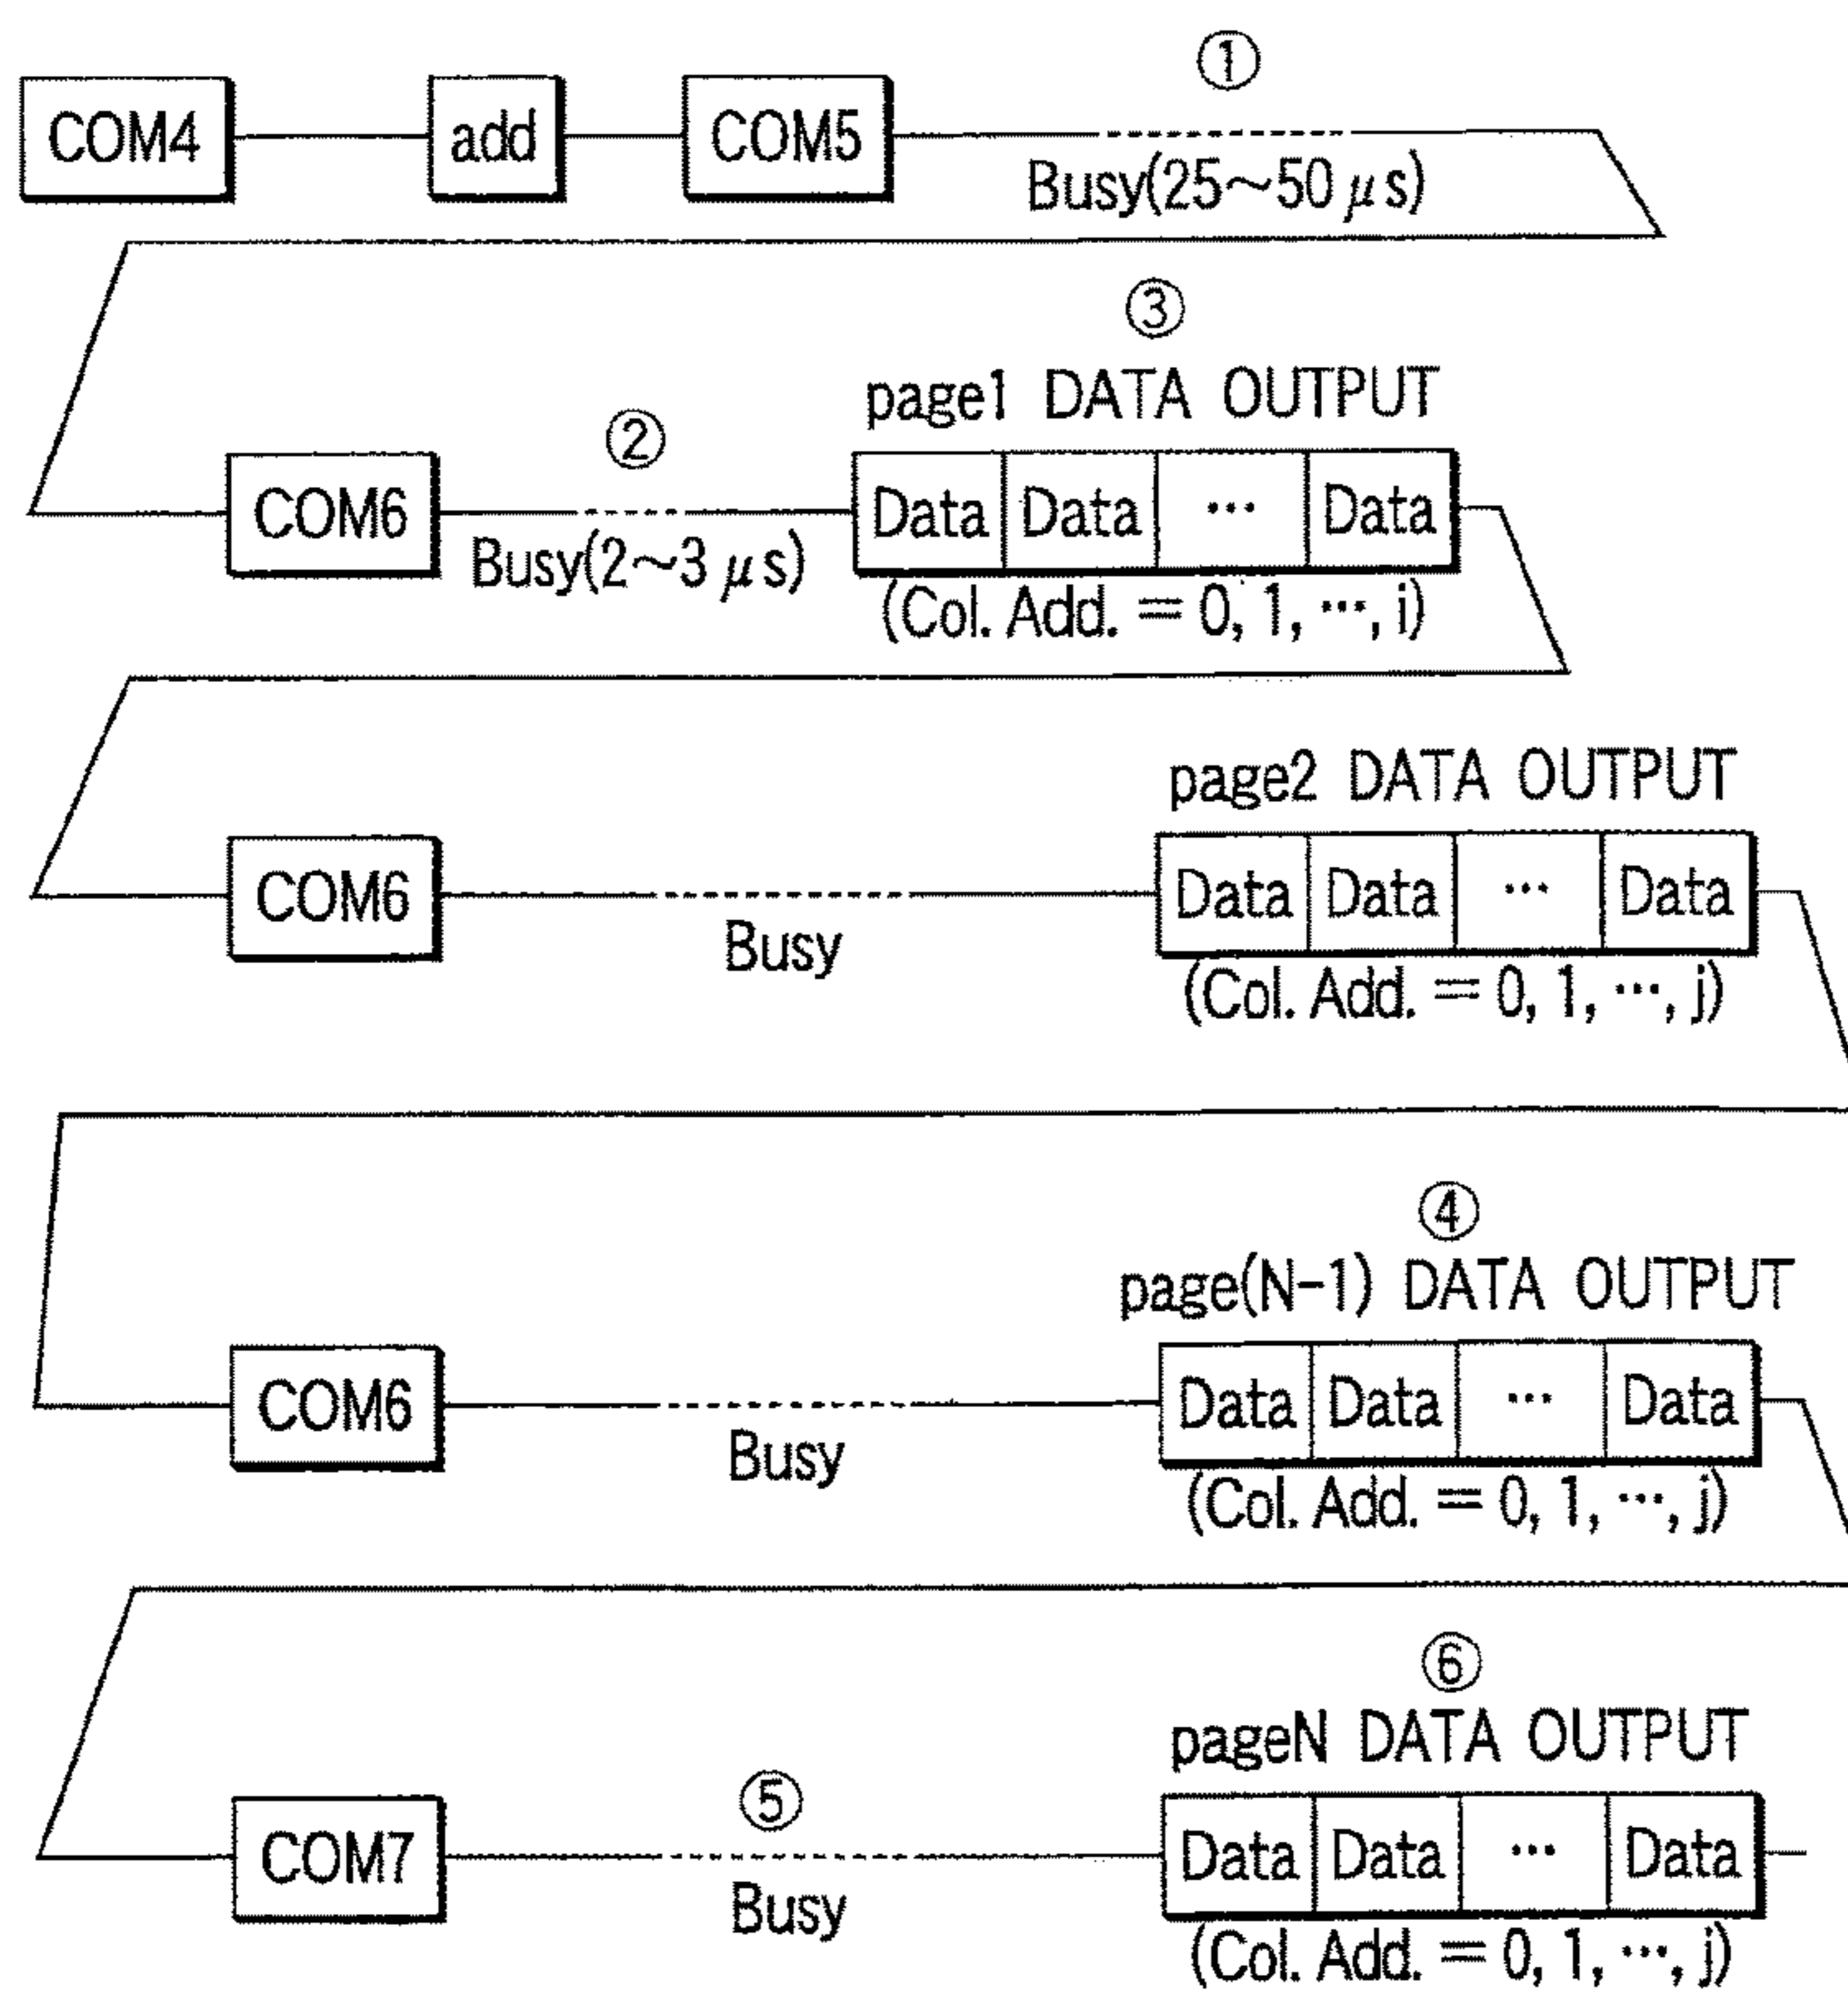 ①
COM4 add COM5
Busy(25～50 μs)
③
page1 DATA OUTPUT
②
COM6 Data Data ··· Data
Busy(2～3 μs)
(Col. Add. = 0, 1, ···, i)
page2 DATA OUTPUT
COM6 Data Data ··· Data
Busy
(Col. Add. = 0, 1, ···, j)
④
page(N-1) DATA OUTPUT
COM6 Data Data ··· Data
Busy
(Col. Add. = 0, 1, ···, j)
⑥
pageN DATA OUTPUT
⑤
COM7 Data Data ··· Data
Busy
(Col. Add. = 0, 1, ···, j)